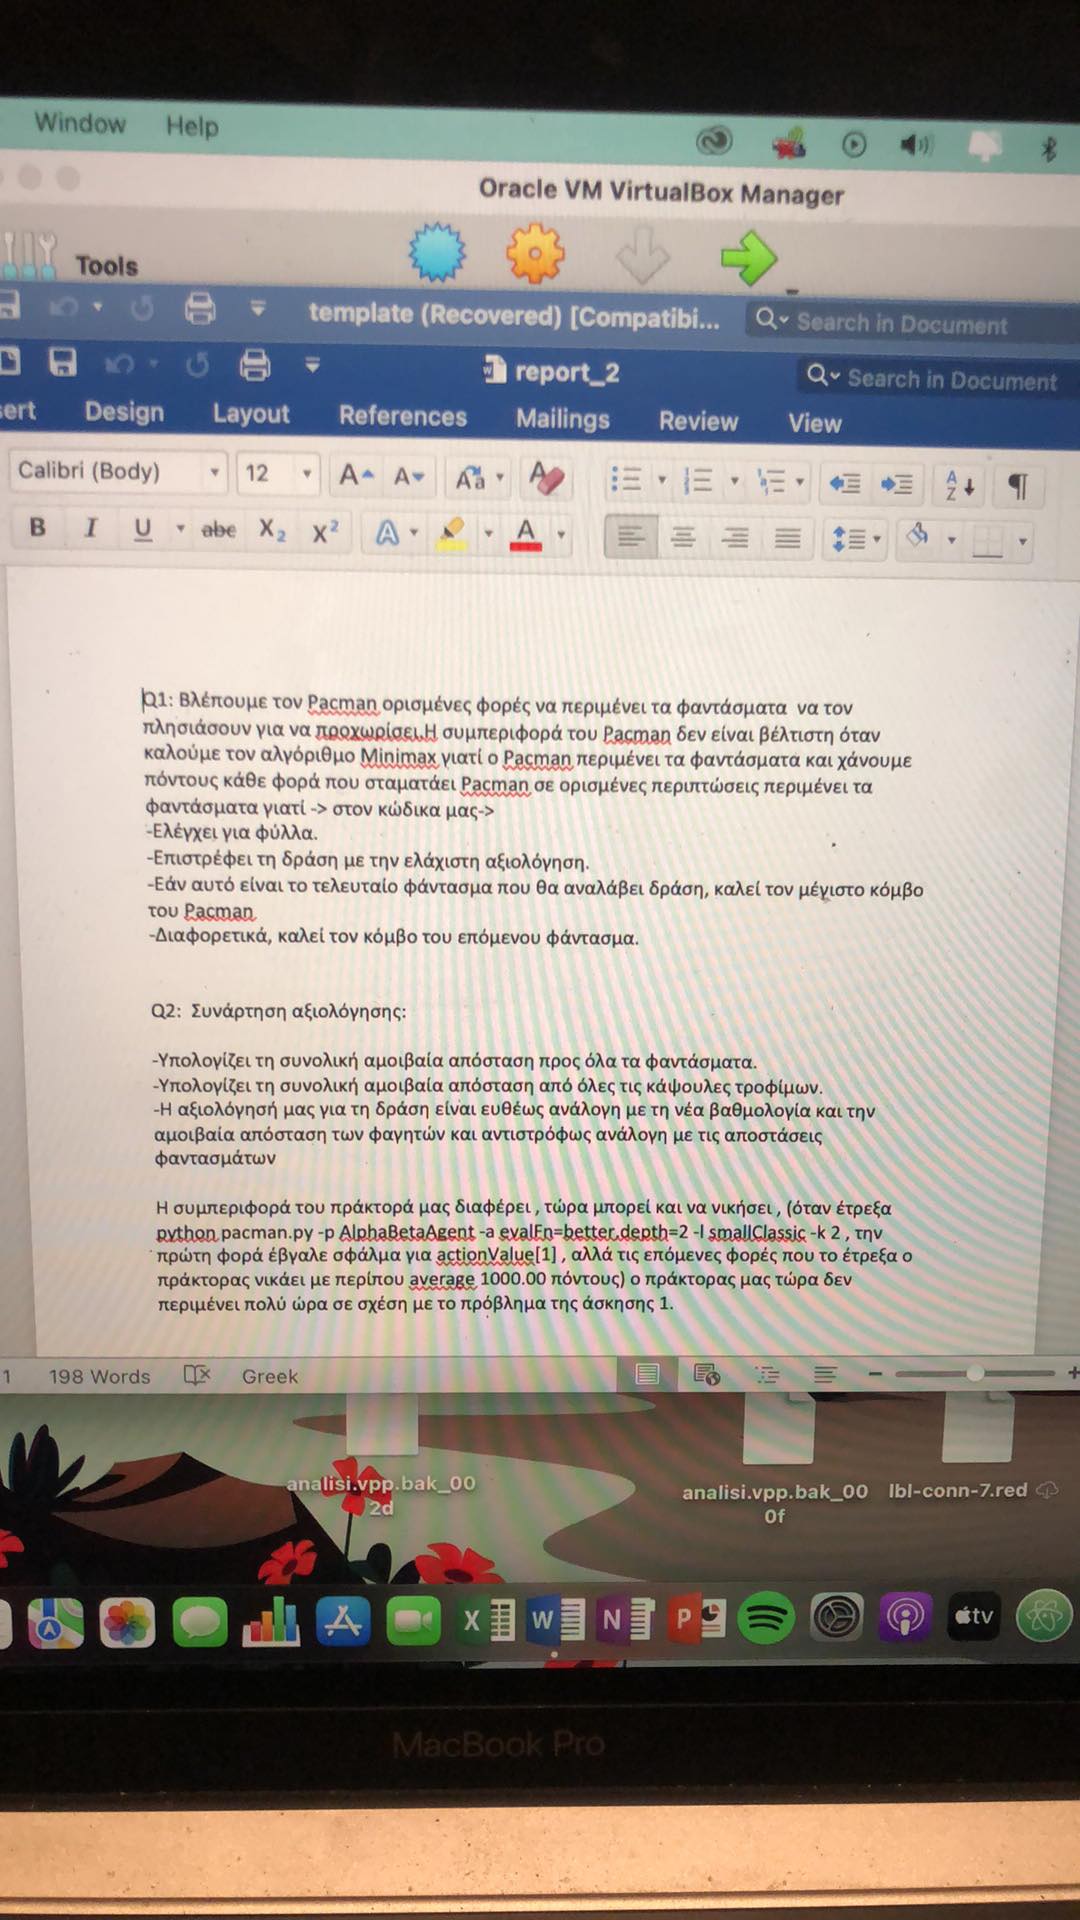 Window Help
Oracle VM VirtualBox Manager
Tools
template (Recovered) [Compatibi... Search in Document
report_2 Search in Document
sert Design Layout References Mailings Review View
Calibri (Body) 12 A A Aa A A Z
B I U abc X2 X2 A A
Q1: Βλέπουμε τον Pacman ορισμένες φορές να περιμένει τα φαντάσματα να τον
πλησιάσουν για να προχωρίσει.Η συμπεριφορά του Pacman δεν είναι βέλτιστη όταν
καλούμε τον αλγόριθμο Minimax γιατί ο Pacman περιμένει τα φαντάσματα και χάνουμε
πόντους κάθε φορά που σταματάει Pacman σε ορισμένες περιπτώσεις περιμένει τα
φαντάσματα γιατί -> στον κώδικα μας->
-Ελέγχει για φύλλα.
-Επιστρέφει τη δράση με την ελάχιστη αξιολόγηση.
-Εάν αυτό είναι το τελευταίο φάντασμα που θα αναλάβει δράση, καλεί τον μέγιστο κόμβο
του Pacman
-Διαφορετικά, καλεί τον κόμβο του επόμενου φάντασμα.
Q2: Συνάρτηση αξιολόγησης:
-Υπολογίζει τη συνολική αμοιβαία απόσταση προς όλα τα φαντάσματα.
-Υπολογίζει τη συνολική αμοιβαία απόσταση από όλες τις κάψουλες τροφίμων.
-Η αξιολόγησή μας για τη δράση είναι ευθέως ανάλογη με τη νέα βαθμολογία και την
αμοιβαία απόσταση των φαγητών και αντιστρόφως ανάλογη με τις αποστάσεις
φαντασμάτων
Η συμπεριφορά του πράκτορά μας διαφέρει , τώρα μπορεί και να νικήσει , (όταν έτρεξα
python pacman.py -p AlphaBetaAgent -a evalFn=better,depth=2 -l smallClassic -k 2 , την
πρώτη φορά έβγαλε σφάλμα για actionValue[1] , αλλά τις επόμενες φορές που το έτρεξα ο
πράκτορας νικάει με περίπου average 1000.00 πόντους) ο πράκτορας μας τώρα δεν
περιμένει πολύ ώρα σε σχέση με το πρόβλημα της άσκησης 1.
1 198 Words Greek
analisi.vpp.bak_00
2d
analisi.vpp.bak_00
0f
lbl-conn-7.red
X W N P tv
MacBook Pro